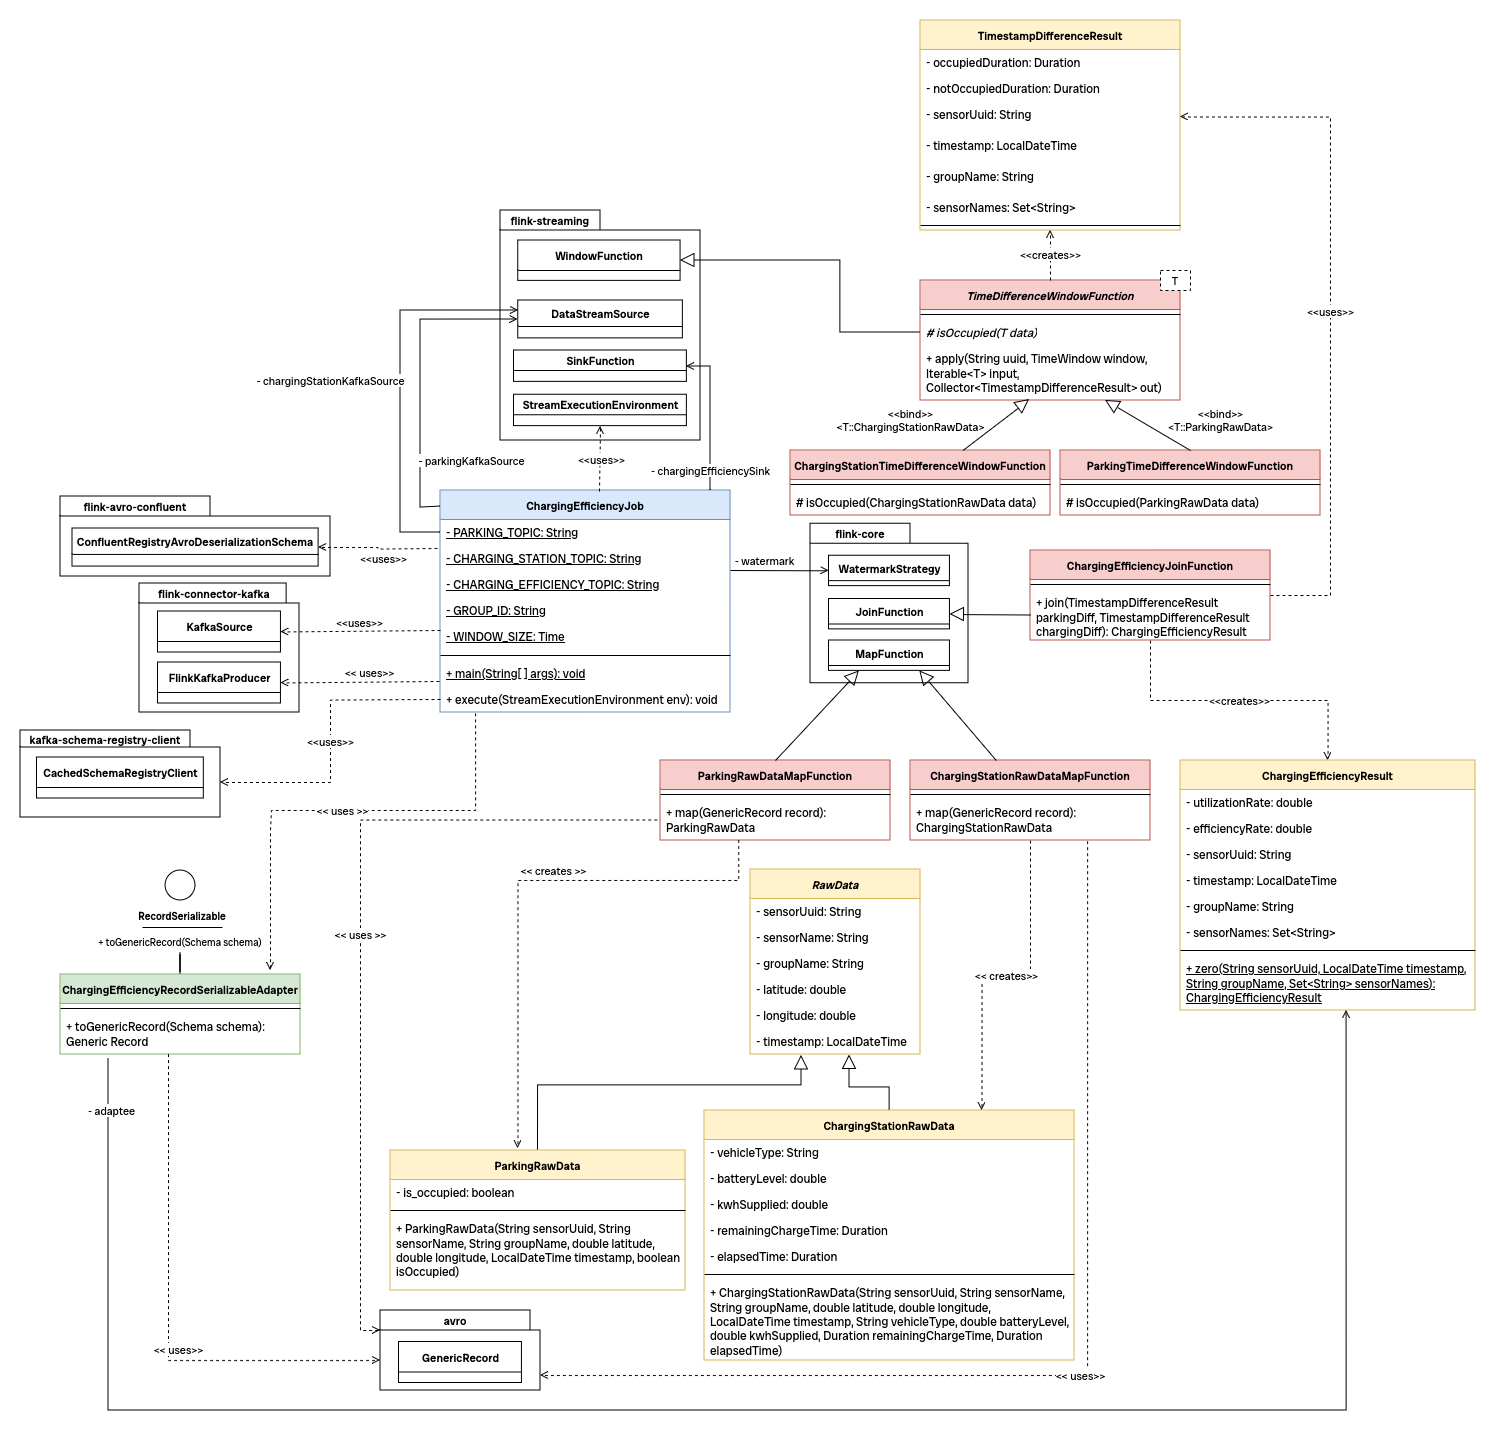 TimestampDifferenceResult
- occupiedDuration: Duration
- notOccupiedDuration: Duration
- sensorUuid: String
- timestamp: LocalDateTime
- groupName: String
- sensorNames: Set<String>
<<creates>>
<<uses>>
flink-streaming
WindowFunction
DataStreamSource
SinkFunction
StreamExecutionEnvironment
T
TimeDifferenceWindowFunction
# isOccupied(T data)
+ apply(String uuid, TimeWindow window,
Iterable<T> input,
Collector<TimestampDifferenceResult> out)
<<bind>>
<T::ChargingStationRawData>
<<bind>>
<T::ParkingRawData>
- chargingStationKafkaSource
- parkingKafkaSource
<<uses>>
- chargingEfficiencySink
ChargingStationTimeDifferenceWindowFunction
# isOccupied(ChargingStationRawData data)
ParkingTimeDifferenceWindowFunction
# isOccupied(ParkingRawData data)
flink-avro-confluent
ConfluentRegistryAvroDeserializationSchema
<<uses>>
ChargingEfficiencyJob
- PARKING_TOPIC: String
- CHARGING_STATION_TOPIC: String
- CHARGING_EFFICIENCY_TOPIC: String
- GROUP_ID: String
- WINDOW_SIZE: Time
+ main(String[ ] args): void
+ execute(StreamExecutionEnvironment env): void
- watermark
flink-core
WatermarkStrategy
JoinFunction
MapFunction
ChargingEfficiencyJoinFunction
+ join(TimestampDifferenceResult
parkingDiff, TimestampDifferenceResult
chargingDiff): ChargingEfficiencyResult
flink-connector-kafka
KafkaSource
FlinkKafkaProducer
<<uses>>
<< uses>>
<<creates>>
kafka-schema-registry-client
CachedSchemaRegistryClient
<<uses>>
<< uses >>
ParkingRawDataMapFunction
+ map(GenericRecord record):
ParkingRawData
ChargingStationRawDataMapFunction
+ map(GenericRecord record):
ChargingStationRawData
ChargingEfficiencyResult
- utilizationRate: double
- efficiencyRate: double
- sensorUuid: String
- timestamp: LocalDateTime
- groupName: String
- sensorNames: Set<String>
+ zero(String sensorUuid, LocalDateTime timestamp,
String groupName, Set<String> sensorNames):
ChargingEfficiencyResult
<< creates >>
<< uses >>
<< creates>>
RecordSerializable
+ toGenericRecord(Schema schema)
ChargingEfficiencyRecordSerializableAdapter
+ toGenericRecord(Schema schema):
Generic Record
RawData
- sensorUuid: String
- sensorName: String
- groupName: String
- latitude: double
- longitude: double
- timestamp: LocalDateTime
- adaptee
ParkingRawData
- is_occupied: boolean
+ ParkingRawData(String sensorUuid, String
sensorName, String groupName, double latitude,
double longitude, LocalDateTime timestamp, boolean
isOccupied)
ChargingStationRawData
- vehicleType: String
- batteryLevel: double
- kwhSupplied: double
- remainingChargeTime: Duration
- elapsedTime: Duration
+ ChargingStationRawData(String sensorUuid, String sensorName,
String groupName, double latitude, double longitude,
LocalDateTime timestamp, String vehicleType, double batteryLevel,
double kwhSupplied, Duration remainingChargeTime, Duration
elapsedTime)
avro
GenericRecord
<< uses>>
<< uses>>